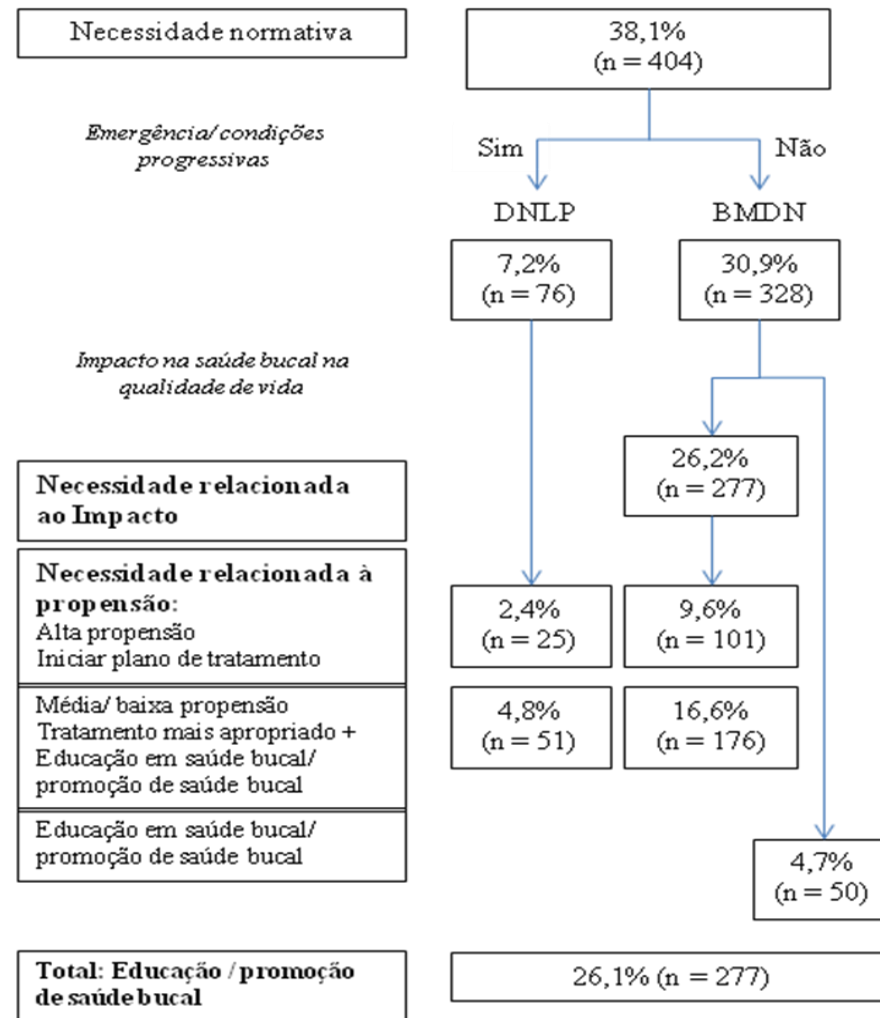 Necessidade normativa
38,1%
(n = 404)
Emergência/ condições
progressivas
Sim
Não
DNLP
BMDN
7,2%
(n = 76)
30,9%
(n = 328)
Impacto na saúde bucal na
qualidade de vida
26,2%
(n = 277)
Necessidade relacionada
ao Impacto
Necessidade relacionada à
propensão:
Alta propensão
Iniciar plano de tratamento
2,4%
(n = 25)
9,6%
(n = 101)
Média/ baixa propensão
Tratamento mais apropriado +
Educação em saúde bucal/
promoção de saúde bucal
4,8%
(n = 51)
16,6%
(n = 176)
Educação em saúde bucal/
promoção de saúde bucal
4,7%
(n = 50)
Total: Educação / promoção
de saúde bucal
26,1% (n = 277)